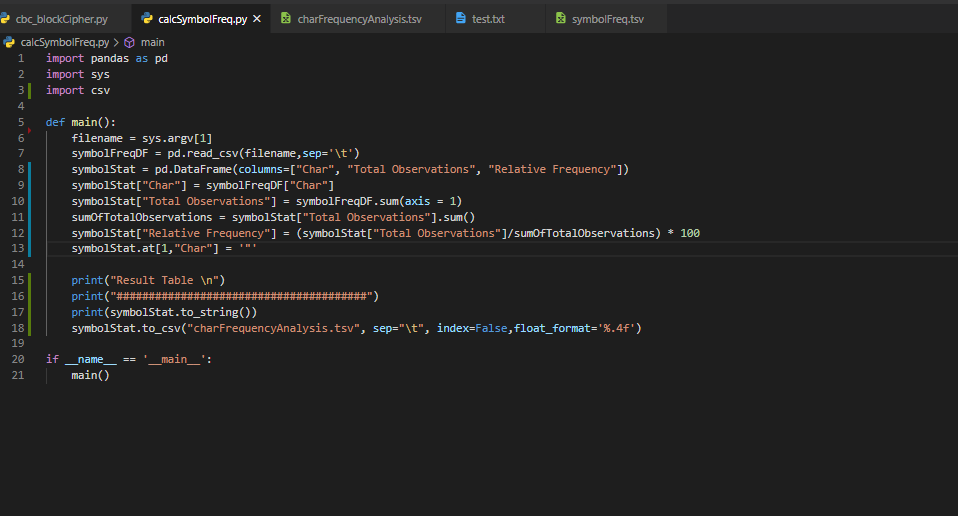 cbc_blockCipher.py calcSymbolFreq.py charFrequencyAnalysis.tsv test.txt symbolFreq.tsv
calcSymbolFreq.py > main
1 import pandas as pd
2 import sys
3 import csv
4
5 def main():
6     filename = sys.argv[1]
7     symbolFreqDF = pd.read_csv(filename,sep='\t')
8     symbolStat = pd.DataFrame(columns=["Char", "Total Observations", "Relative Frequency"])
9     symbolStat["Char"] = symbolFreqDF["Char"]
10     symbolStat["Total Observations"] = symbolFreqDF.sum(axis = 1)
11     sumOfTotalObservations = symbolStat["Total Observations"].sum()
12     symbolStat["Relative Frequency"] = (symbolStat["Total Observations"]/sumOfTotalObservations) * 100
13     symbolStat.at[1,"Char"] = '"'
14
15     print("Result Table \n")
16     print("#######################################")
17     print(symbolStat.to_string())
18     symbolStat.to_csv("charFrequencyAnalysis.tsv", sep="\t", index=False,float_format='%.4f')
19
20 if __name__ == '__main__':
21     main()